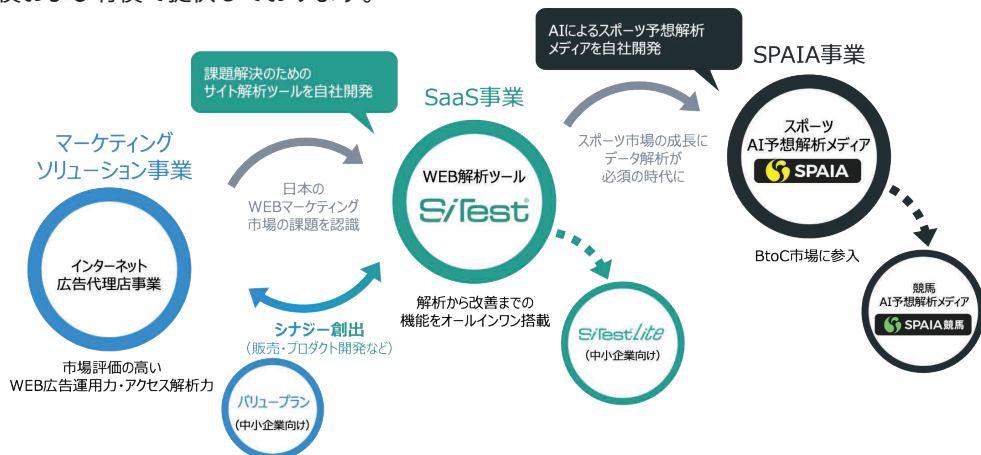 課題解決のための
サイト解析ツールを自社開発
AIによるスポーツ予想解析
メディアを自社開発
マーケティング
ソリューション事業
インターネット
広告代理店事業
市場評価の高い
WEB広告運用力・アクセス解析力
日本の
WEBマーケティング
市場の課題を認識
シナジー創出
(販売・プロダクト開発など)
バリュープラン
(中小企業向け)
SaaS事業
WEB解析ツール
SiTest®
解析から改善までの
機能をオールインワン搭載
SiTest Lite
(中小企業向け)
スポーツ市場の成長に
データ解析が
必須の時代に
SPAIA事業
スポーツ
AI予想解析メディア
SPAIA
BtoC市場に参入
競馬
AI予想解析メディア
SPAIA競馬